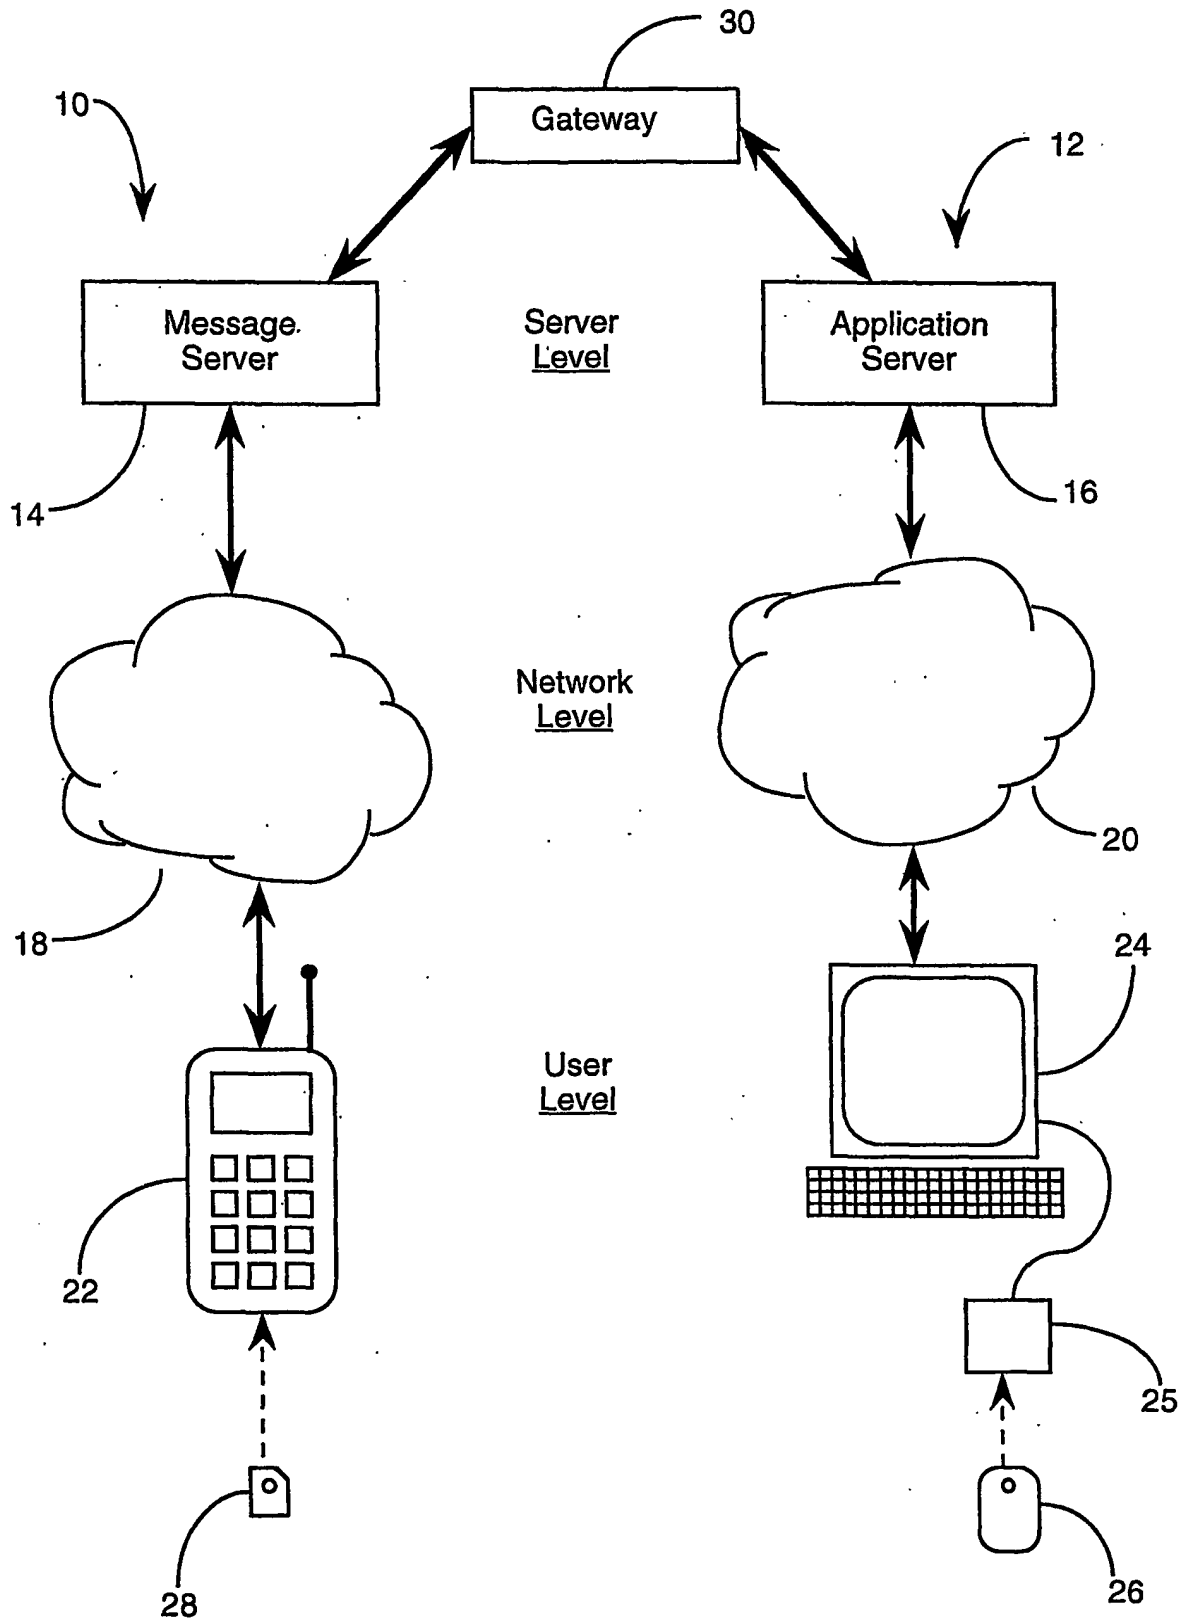 30
10
Gateway
12
Message
Server
Server
Level
Application
Server
14
16
Network
Level
20
18
24
User
Level
22
25
28
26